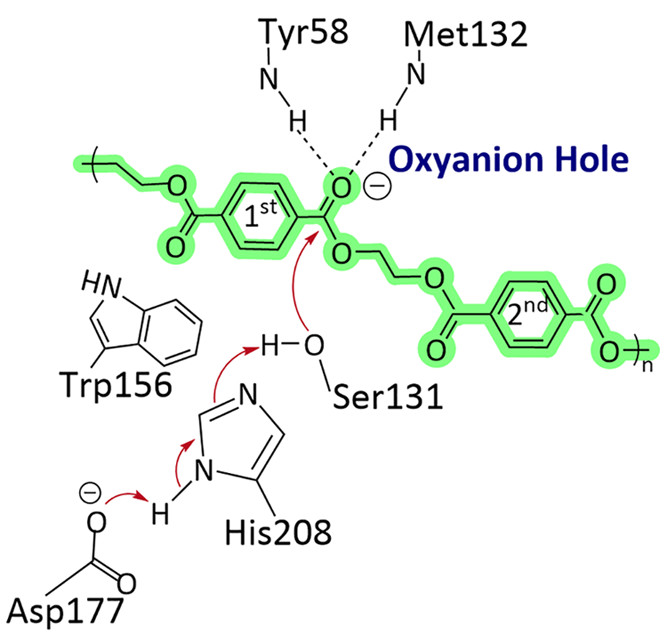 Tyr58 Met132
N N
H H
Oxyanion Hole
O O −
1st
O O O
HN 2nd O
O
H–O O n
Trp156 Ser131
N
N
− H
O His208
O
Asp177